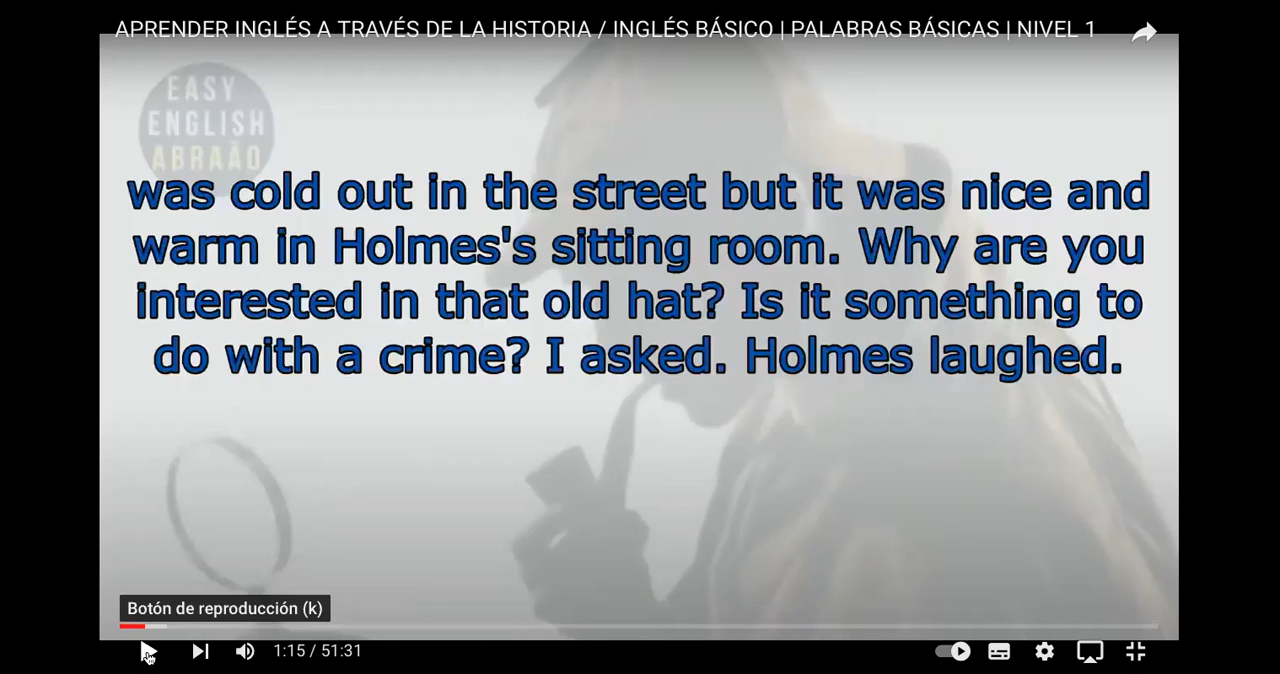 APRENDER INGLÉS A TRAVÉS DE LA HISTORIA / INGLÉS BÁSICO | PALABRAS BÁSICAS | NIVEL 1
EASY
ENGLISH
ABRAÃO
was cold out in the street but it was nice and
warm in Holmes's sitting room. Why are you
interested in that old hat? Is it something to
do with a crime? I asked. Holmes laughed.
Botón de reproducción (k)
1:15 / 51:31